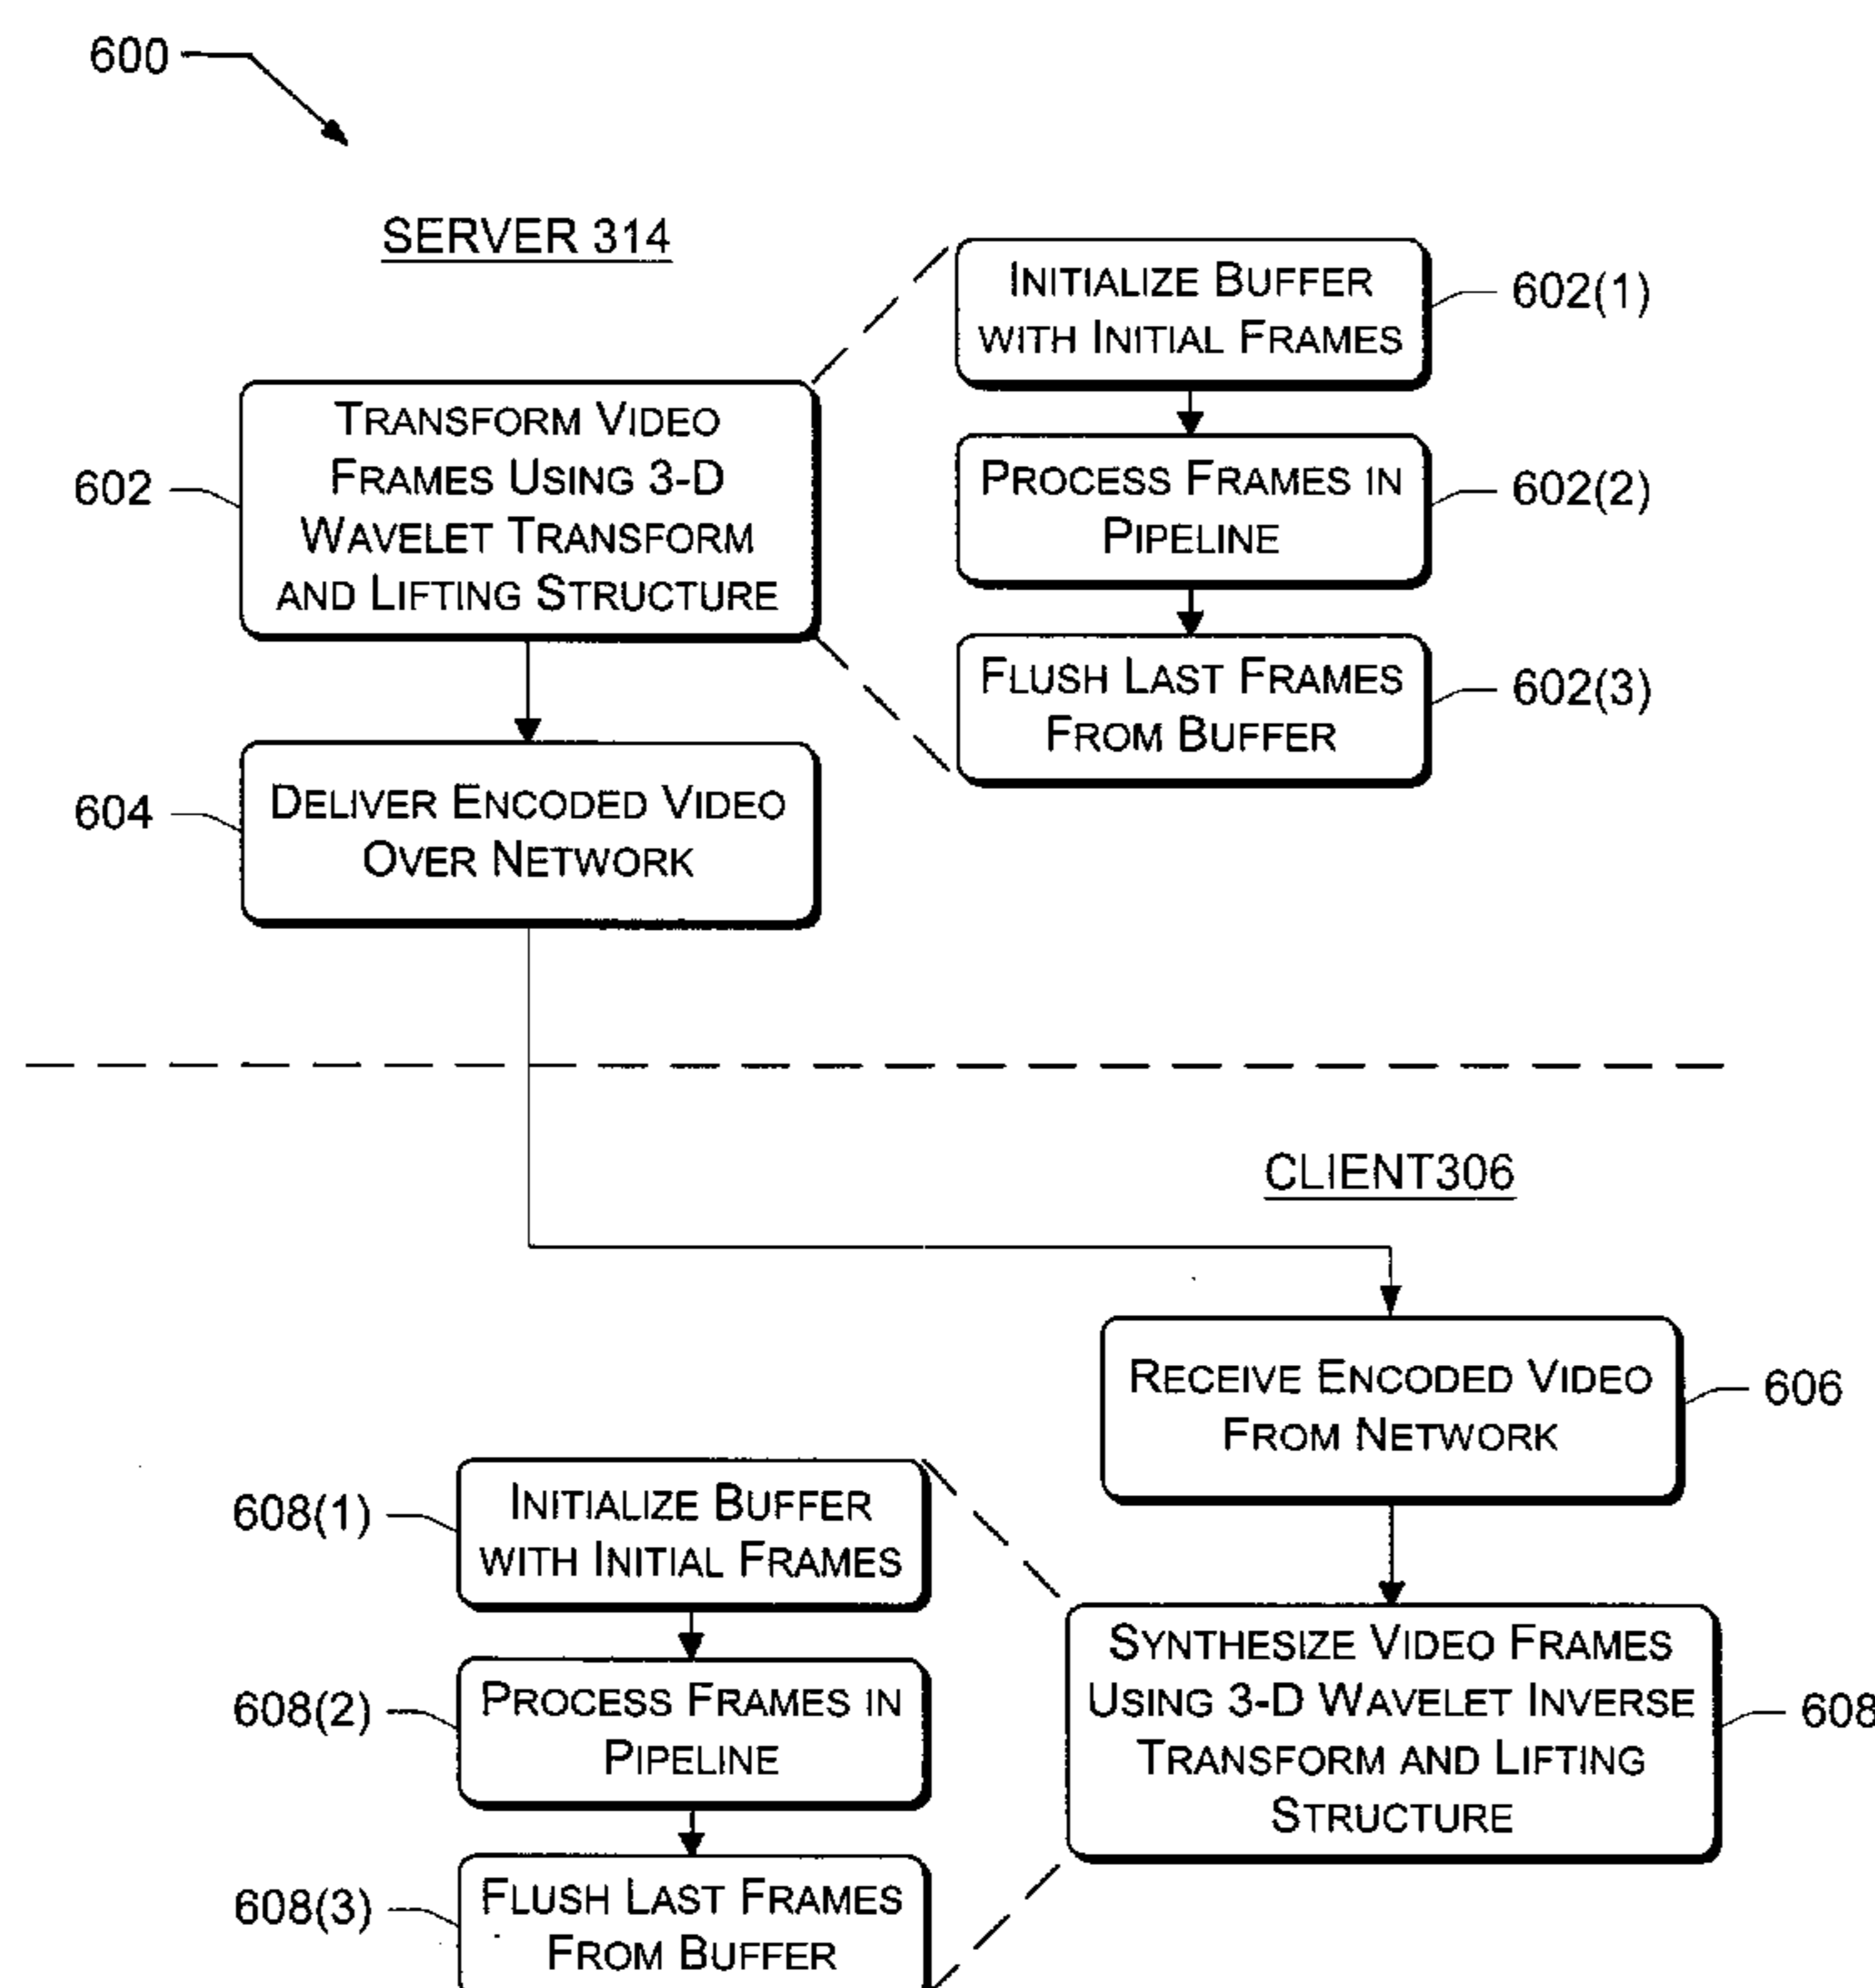 600
SERVER 314
INITIALIZE BUFFER
WITH INITIAL FRAMES
602(1)
TRANSFORM VIDEO
FRAMES USING 3-D
WAVELET TRANSFORM
AND LIFTING STRUCTURE
602
PROCESS FRAMES IN
PIPELINE
602(2)
FLUSH LAST FRAMES
FROM BUFFER
602(3)
DELIVER ENCODED VIDEO
OVER NETWORK
604
CLIENT306
RECEIVE ENCODED VIDEO
FROM NETWORK
606
608(1)
INITIALIZE BUFFER
WITH INITIAL FRAMES
608(2)
PROCESS FRAMES IN
PIPELINE
SYNTHESIZE VIDEO FRAMES
USING 3-D WAVELET INVERSE
TRANSFORM AND LIFTING
STRUCTURE
608
608(3)
FLUSH LAST FRAMES
FROM BUFFER